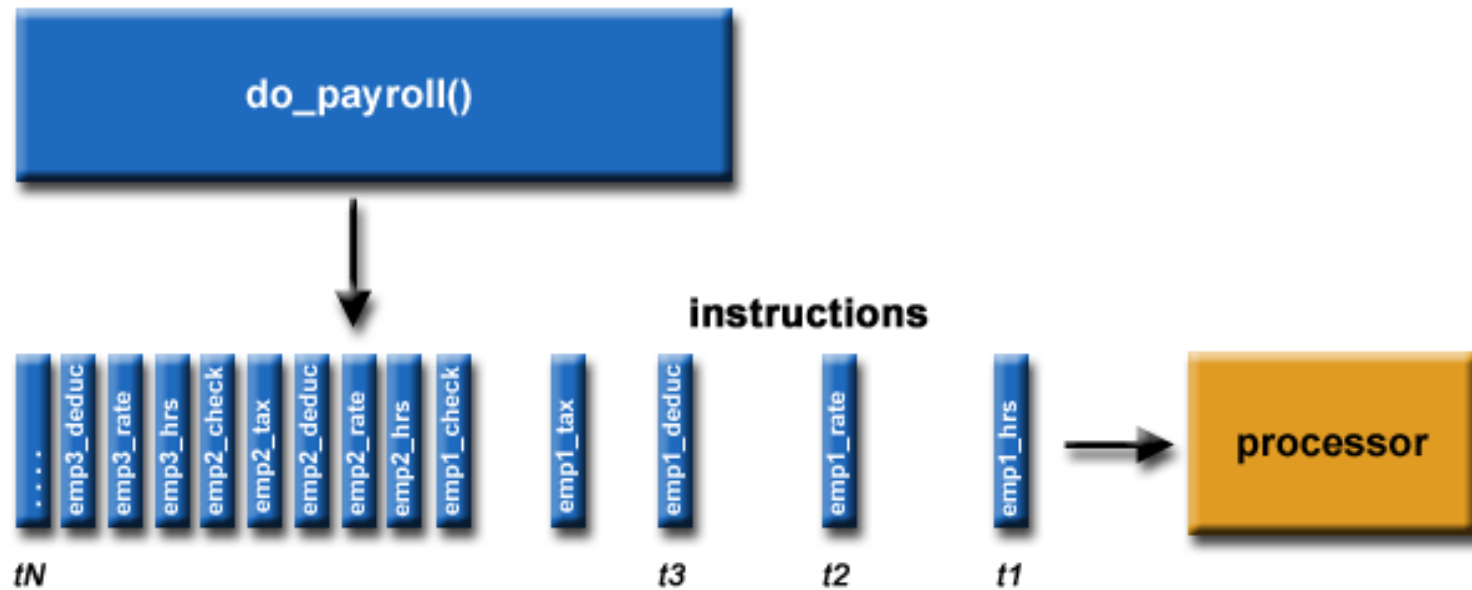 do_payroll()
instructions
. . . .
emp3_deduc
emp3_rate
emp3_hrs
emp2_check
emp2_tax
emp2_deduc
emp2_rate
emp2_hrs
emp1_check
emp1_tax
emp1_deduc
emp1_rate
emp1_hrs
processor
tN t3 t2 t1